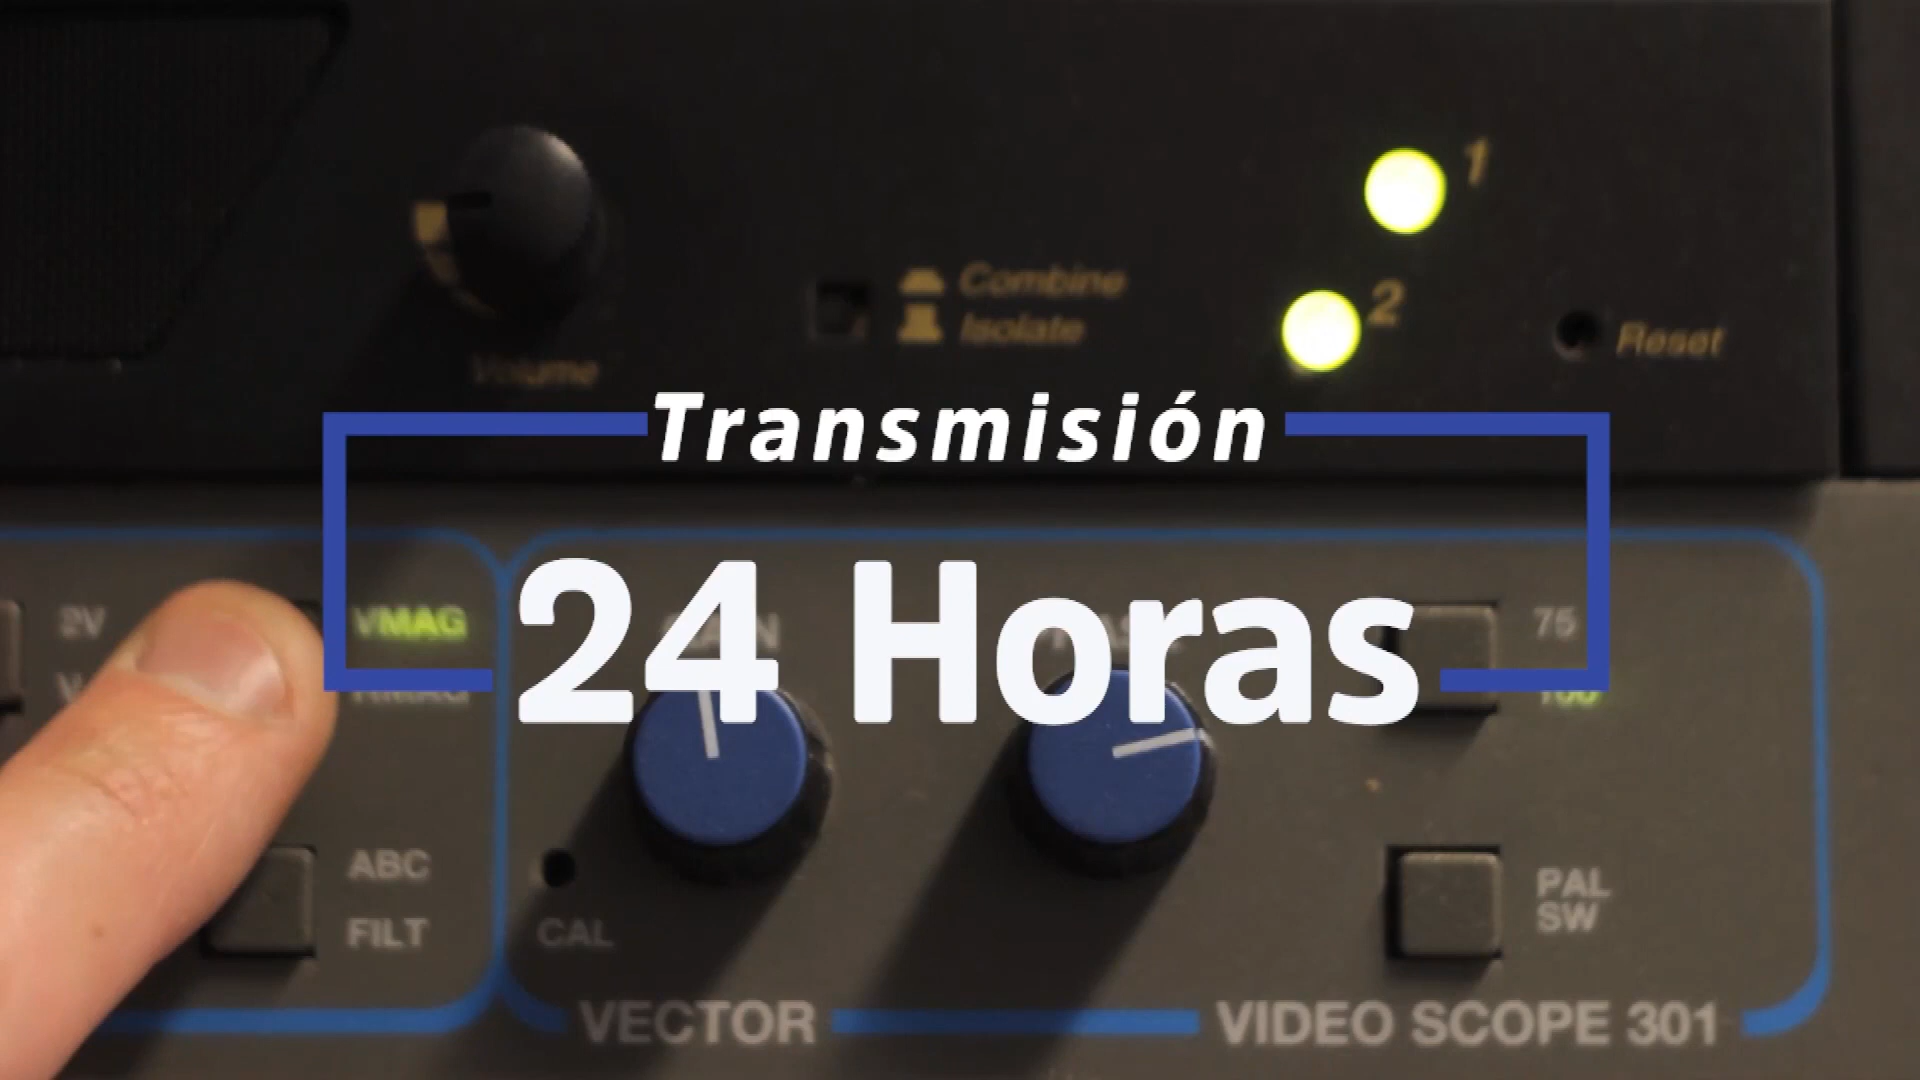 1
Combine
2
Isolate
Reset
Volume
Transmisión
2V
VMAG
75
24 Horas
HMAG
100
ABC
PAL
SW
FILT
CAL
VECTOR
VIDEO SCOPE 301